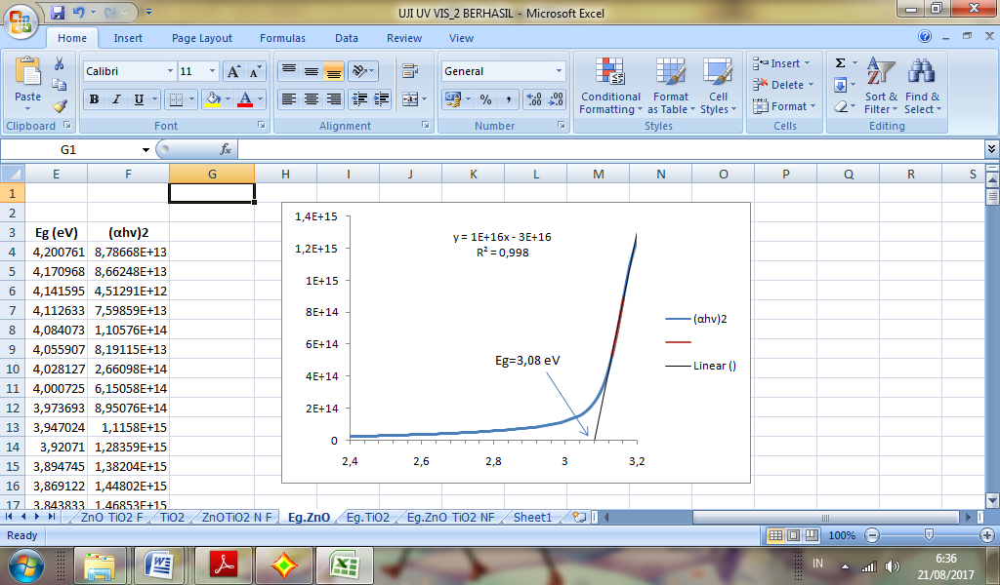 UJI UV VIS_2 BERHASIL - Microsoft Excel
Home Insert Page Layout Formulas Data Review View
Paste
Calibri 11
B I U
General
% ,
Conditional Formatting
Format as Table
Cell Styles
Insert
Delete
Format
Σ
Sort & Filter
Find & Select
Clipboard Font Alignment Number Styles Cells Editing
G1 fx
E F G H I J K L M N O P Q R S
1
2
3 Eg (eV) (αhv)2
4 4,200761 8,78668E+13
5 4,170968 8,66248E+13
6 4,141595 4,51291E+12
7 4,112633 7,59859E+13
8 4,084073 1,10576E+14
9 4,055907 8,19113E+13
10 4,028127 2,66098E+14
11 4,000725 6,15058E+14
12 3,973693 8,95076E+14
13 3,947024 1,1158E+15
14 3,92071 1,28359E+15
15 3,894745 1,38204E+15
16 3,869122 1,44802E+15
17 3,843833 1,46853E+15
1,4E+15
1,2E+15
1E+15
8E+14
6E+14
4E+14
2E+14
0
2,4 2,6 2,8 3 3,2
y = 1E+16x - 3E+16
R² = 0,998
Eg=3,08 eV
(αhv)2
Linear ()
ZnO TiO2 F TiO2 ZnOTiO2 N F Eg.ZnO Eg.TiO2 Eg.ZnO TiO2 NF Sheet1
Ready 100%
IN 6:36
21/08/2017